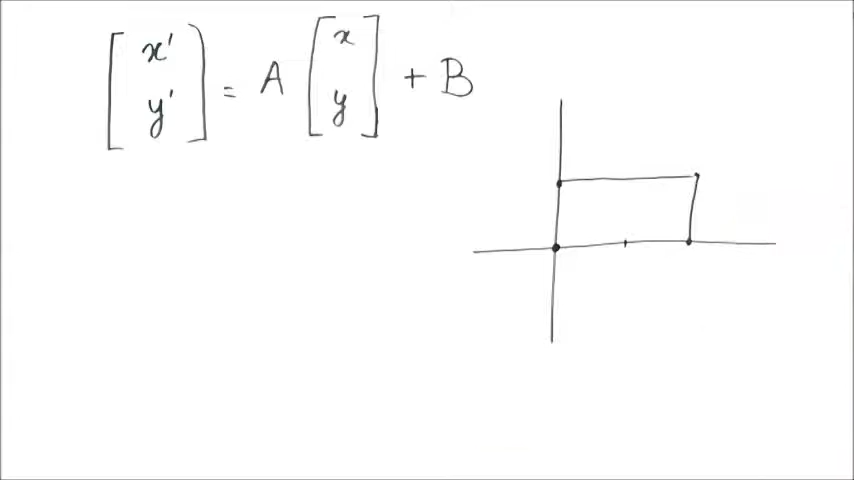 [x' y'] = A [x y] + B